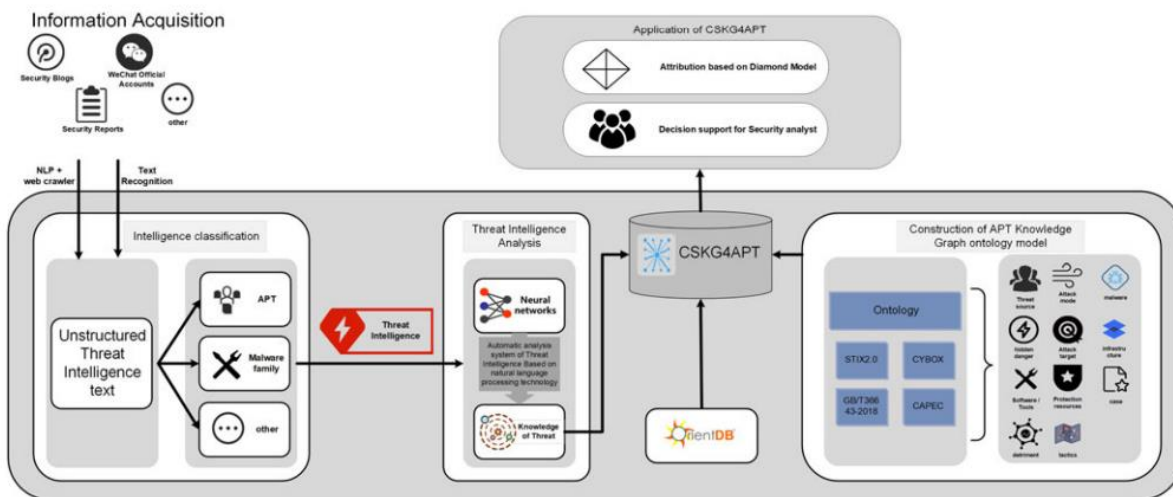 Information Acquisition
Security Blogs
WeChat Official
Accounts
Security Reports
other
NLP +
web crawler
Text
Recognition
Application of CSKG4APT
Attribution based on Diamond Model
Decision support for Security analyst
Intelligence classification
Unstructured
Threat
Intelligence
text
APT
Malware
family
other
Threat
Intelligence
Threat Intelligence
Analysis
Neural
networks
Automatic analysis
system of Threat
Intelligence Based on
natural language
processing technology
Knowledge
of Threat
CSKG4APT
OrientDB
Construction of APT Knowledge
Graph ontology model
Ontology
STIX2.0
CYBOX
GB/T366
43-2018
CAPEC
Threat
source
Attack
mode
malware
hidden
danger
Attack
target
infrastru
cture
Software /
Tools
Protection
resources
case
detriment
tactics